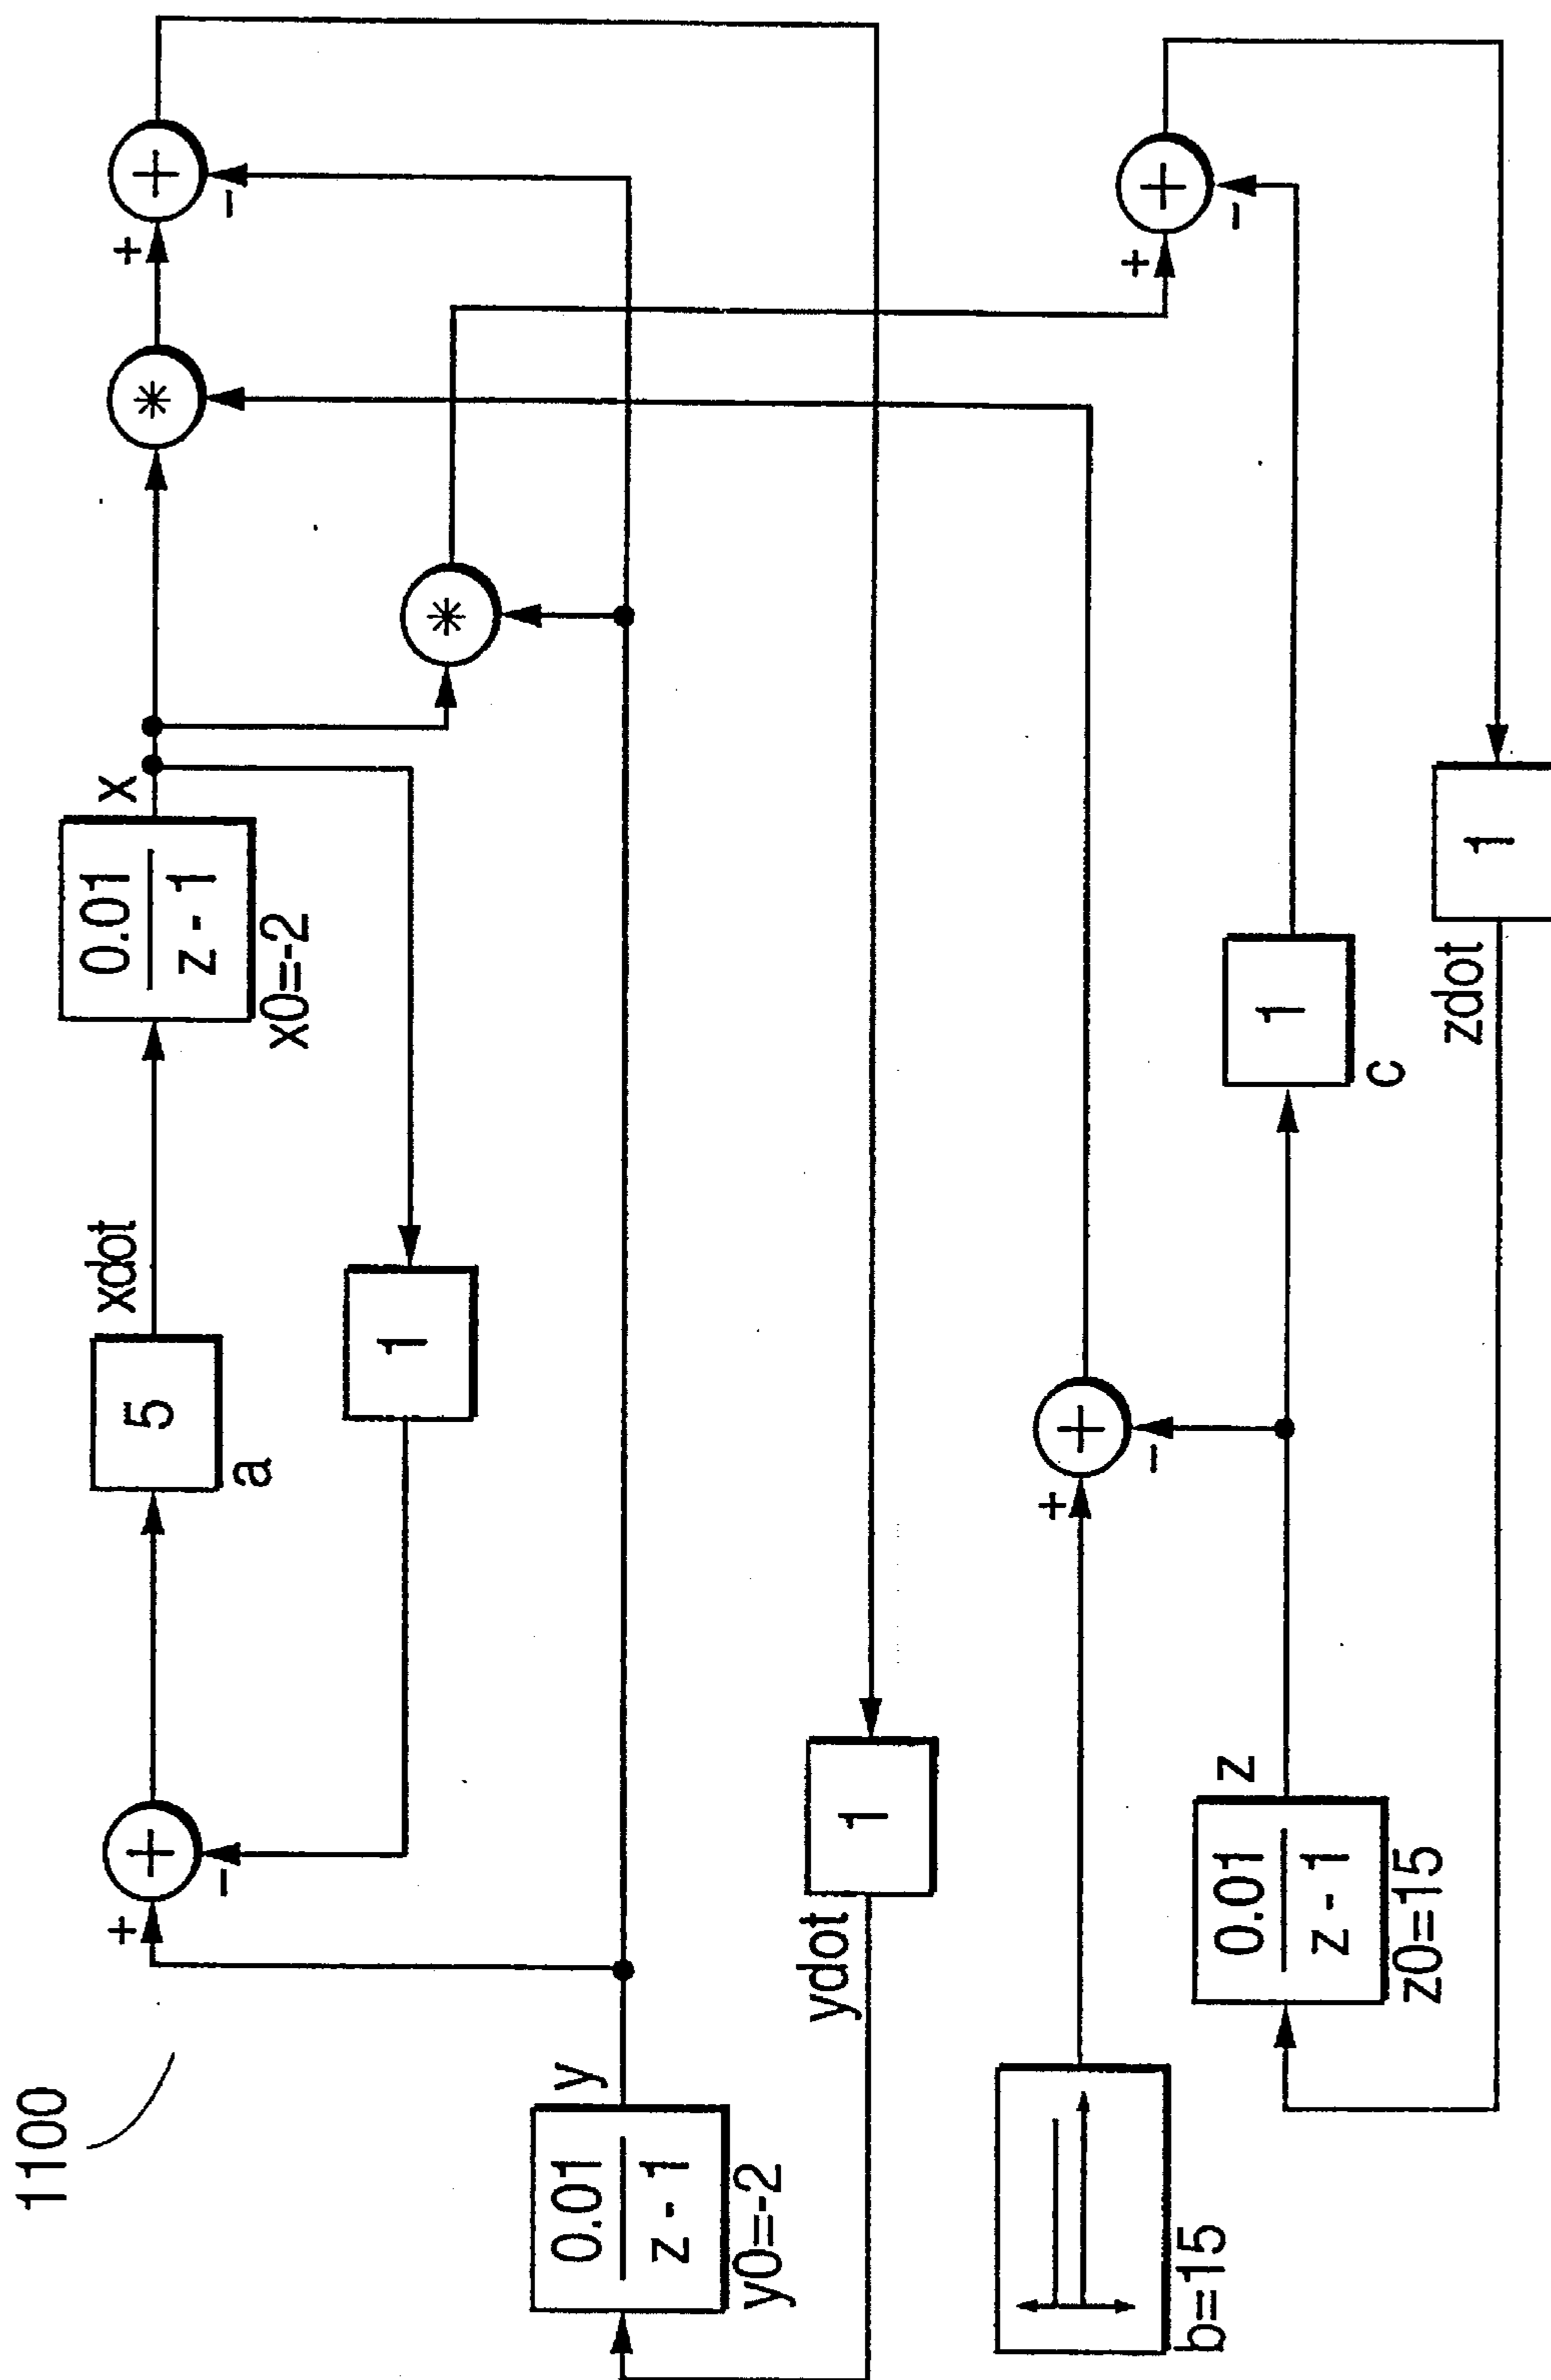 1100
+
-
+
5
a
xdot
0.01
z - 1
x0=-2
x
*
+
-
+
1
*
0.01
z - 1
y0=-2
y
ydot
1
b=15
+
-
+
0.01
z - 1
z0=15
z
1
c
+
-
+
zdot
1